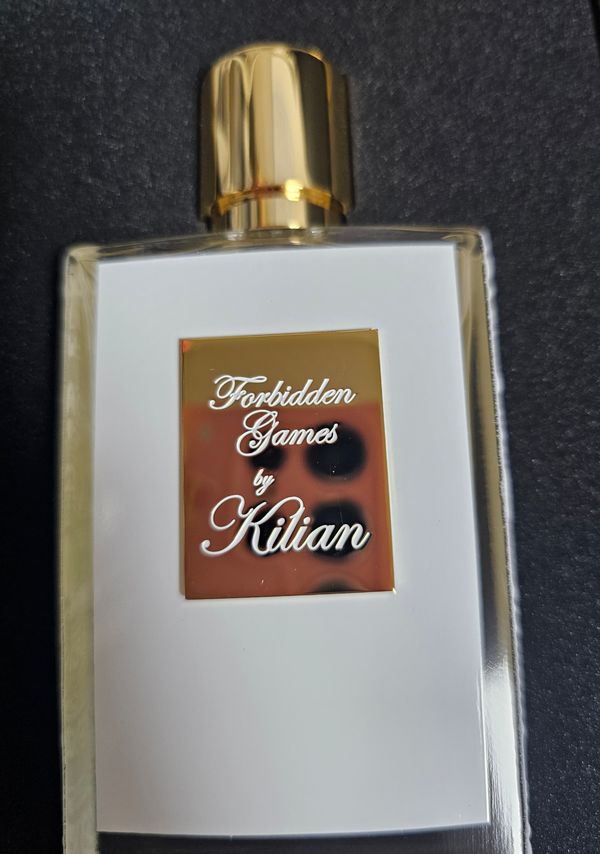 Forbidden
Games
by
Kilian